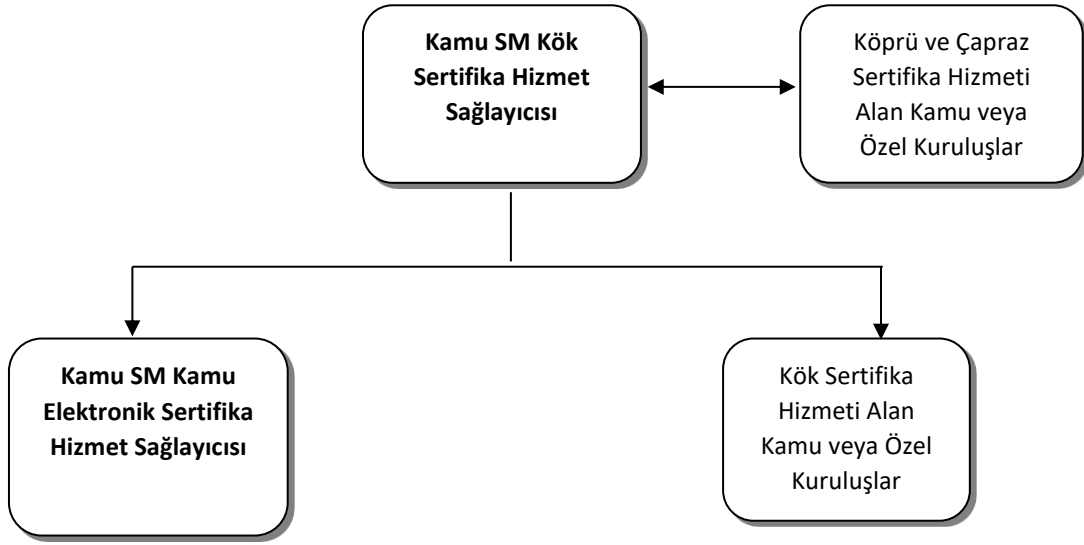 Kamu SM Kök
Sertifika Hizmet
Sağlayıcısı
Köprü ve Çapraz
Sertifika Hizmeti
Alan Kamu veya
Özel Kuruluşlar
Kamu SM Kamu
Elektronik Sertifika
Hizmet Sağlayıcısı
Kök Sertifika
Hizmeti Alan
Kamu veya Özel
Kuruluşlar